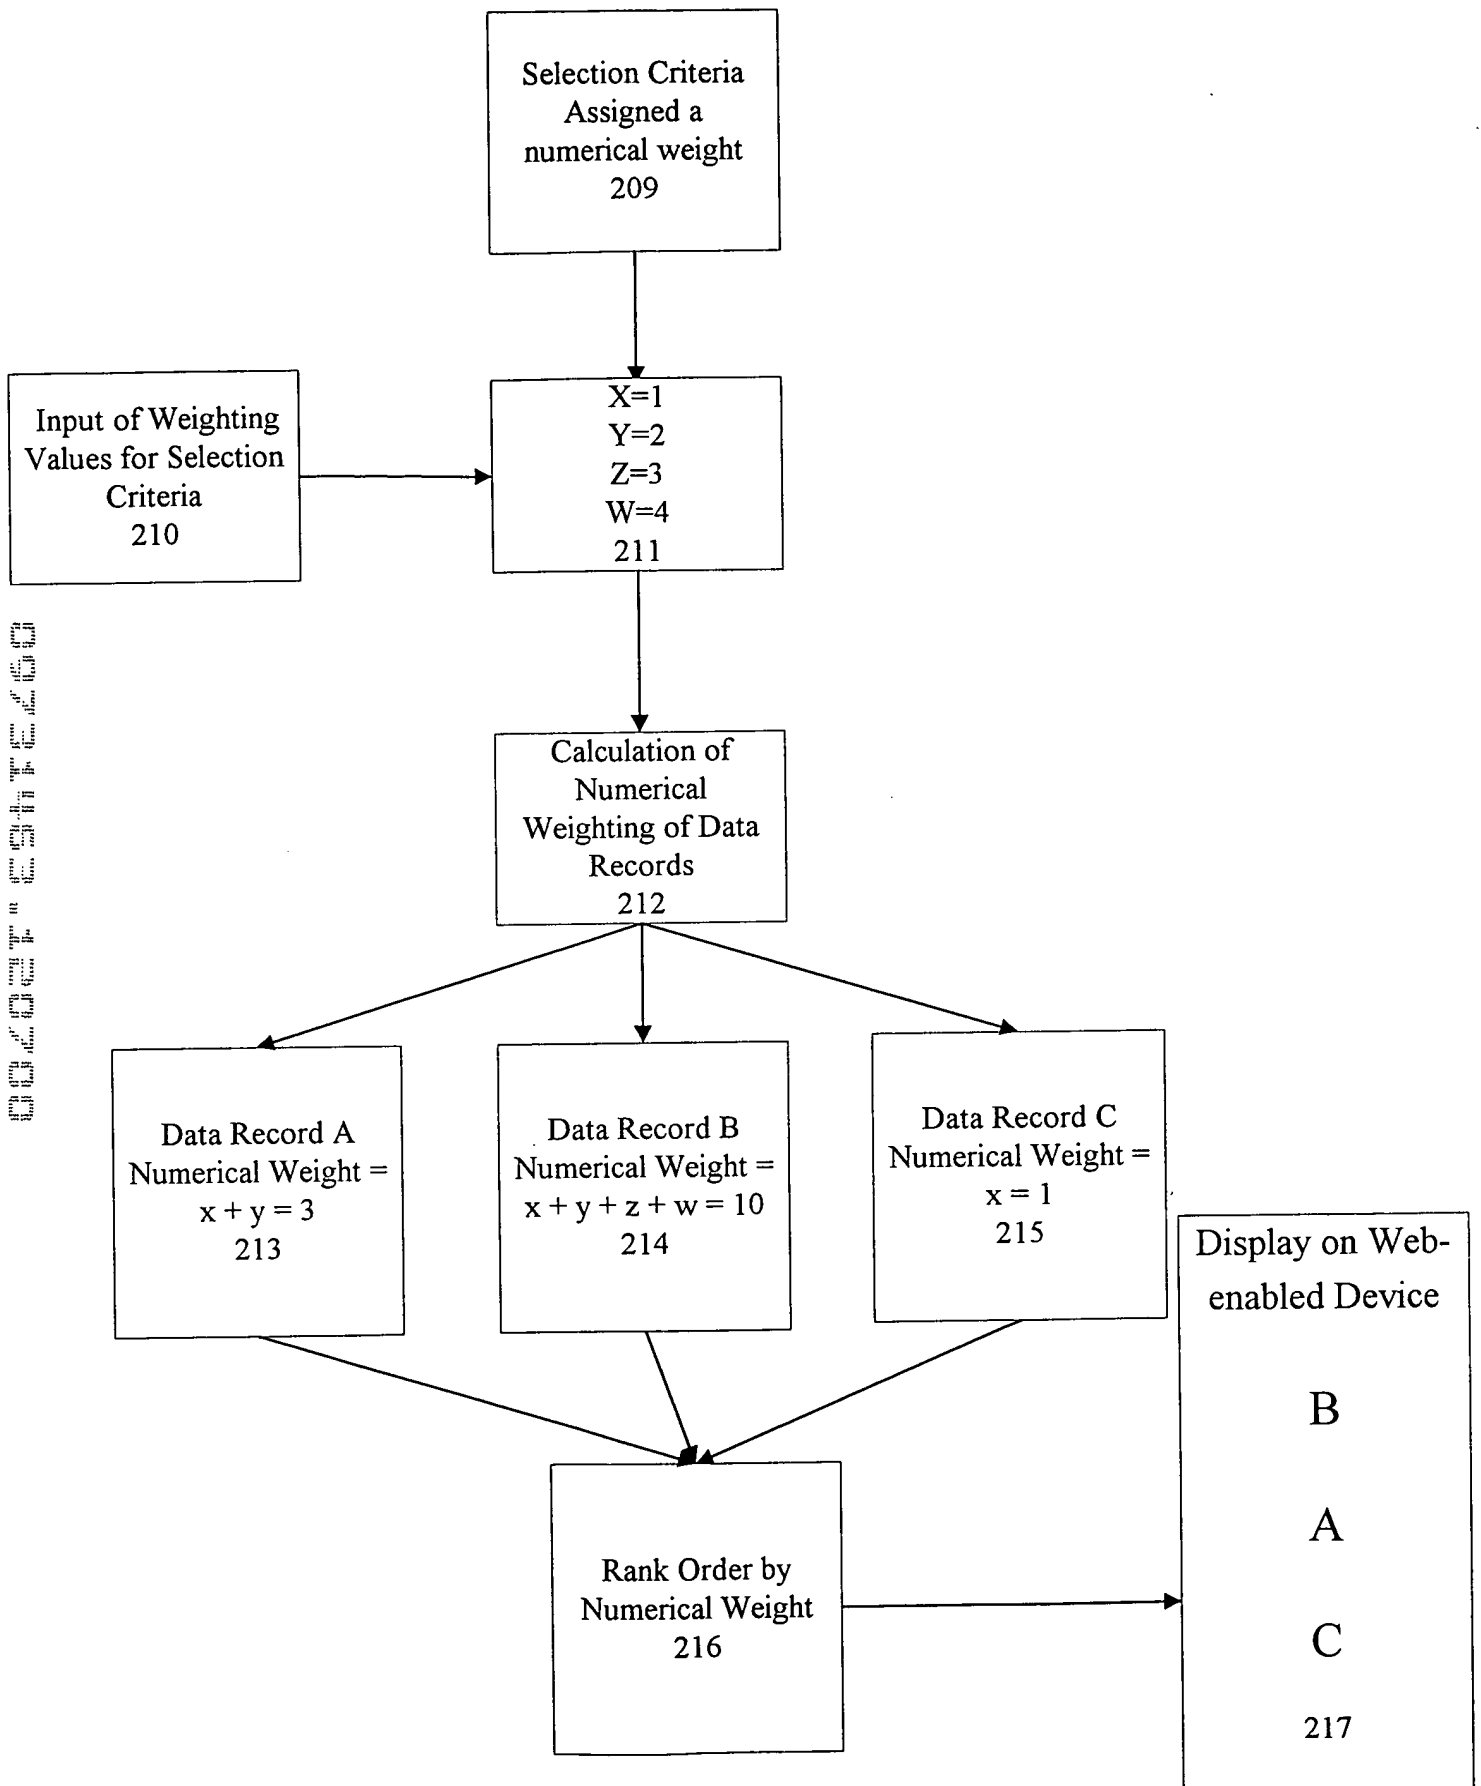 Selection Criteria
Assigned a
numerical weight
209
Input of Weighting
Values for Selection
Criteria
210
X=1
Y=2
Z=3
W=4
211
Calculation of
Numerical
Weighting of Data
Records
212
Data Record A
Numerical Weight =
x + y = 3
213
Data Record B
Numerical Weight =
x + y + z + w = 10
214
Data Record C
Numerical Weight =
x = 1
215
Rank Order by
Numerical Weight
216
Display on Web-
enabled Device
B
A
C
217
09731453 "120700